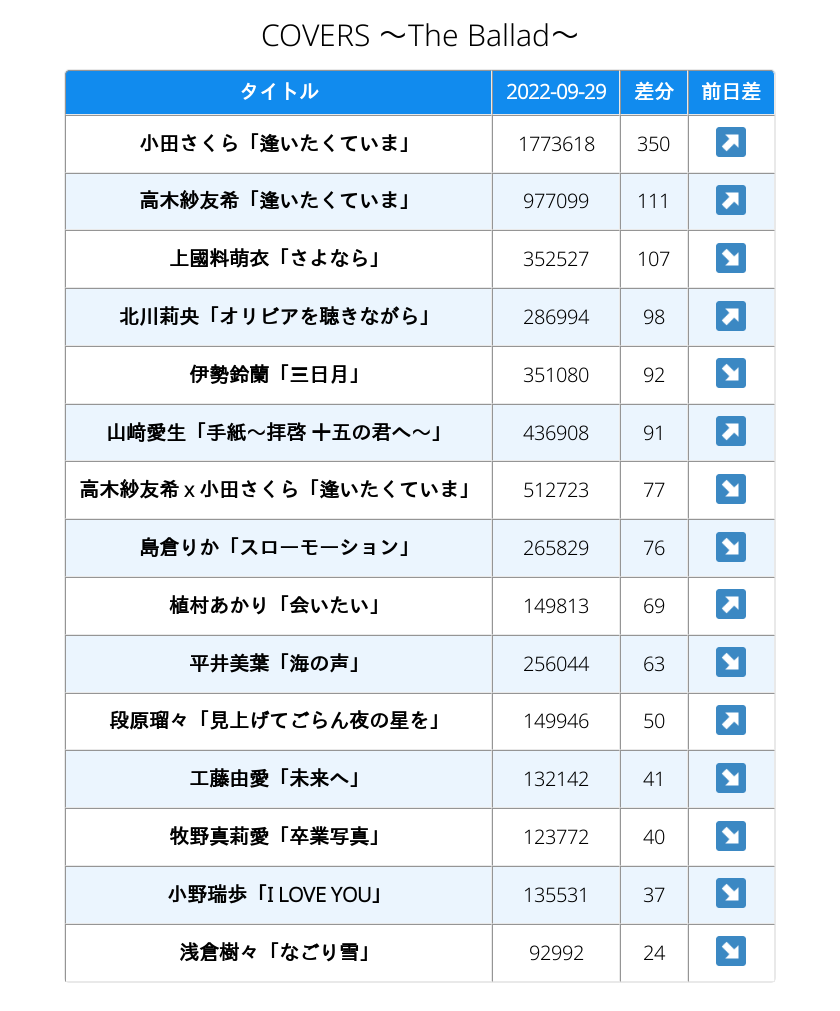 COVERS ～The Ballad～
タイトル 2022-09-29 差分 前日差
小田さくら「逢いたくていま」 1773618 350 ↗
高木紗友希「逢いたくていま」 977099 111 ↗
上國料萌衣「さよなら」 352527 107 ↘
北川莉央「オリビアを聴きながら」 286994 98 ↗
伊勢鈴蘭「三日月」 351080 92 ↘
山﨑愛生「手紙～拝啓 十五の君へ～」 436908 91 ↗
高木紗友希 x 小田さくら「逢いたくていま」 512723 77 ↘
島倉りか「スローモーション」 265829 76 ↘
植村あかり「会いたい」 149813 69 ↗
平井美葉「海の声」 256044 63 ↘
段原瑠々「見上げてごらん夜の星を」 149946 50 ↗
工藤由愛「未来へ」 132142 41 ↘
牧野真莉愛「卒業写真」 123772 40 ↘
小野瑞歩「I LOVE YOU」 135531 37 ↘
浅倉樹々「なごり雪」 92992 24 ↘